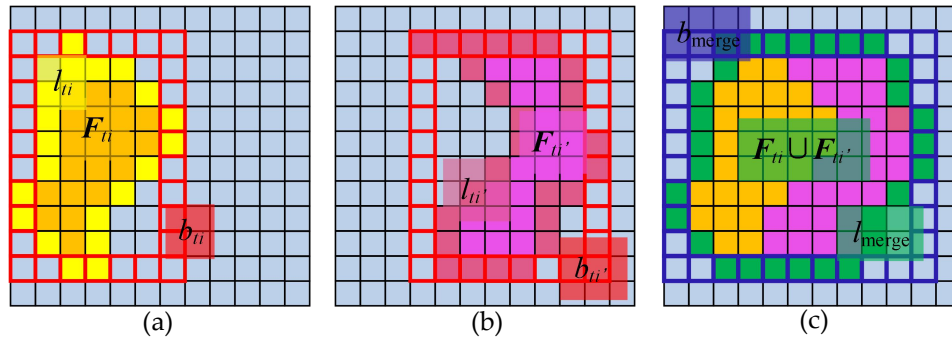 l_ti
F_ti
b_ti
(a)
F_ti'
l_ti'
b_ti'
(b)
b_merge
F_ti ∪ F_ti'
l_merge
(c)